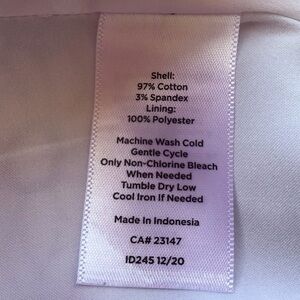 Shell:
97% Cotton
3% Spandex
Lining:
100% Polyester
Machine Wash Cold
Gentle Cycle
Only Non-Chlorine Bleach
When Needed
Tumble Dry Low
Cool Iron If Needed
Made In Indonesia
CA# 23147
ID245 12/20